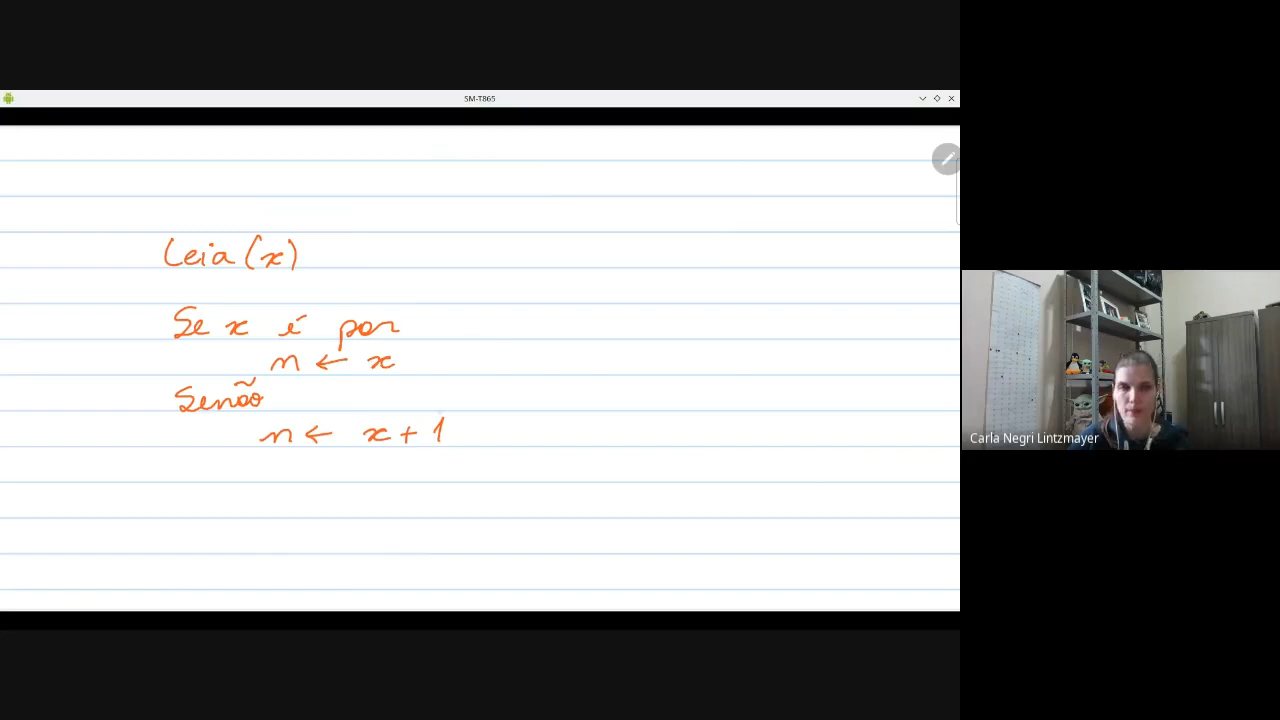 SM-T865
Leia (x)
Se x é par
n ← x
Senão
n ← x + 1
Carla Negri Lintzmayer